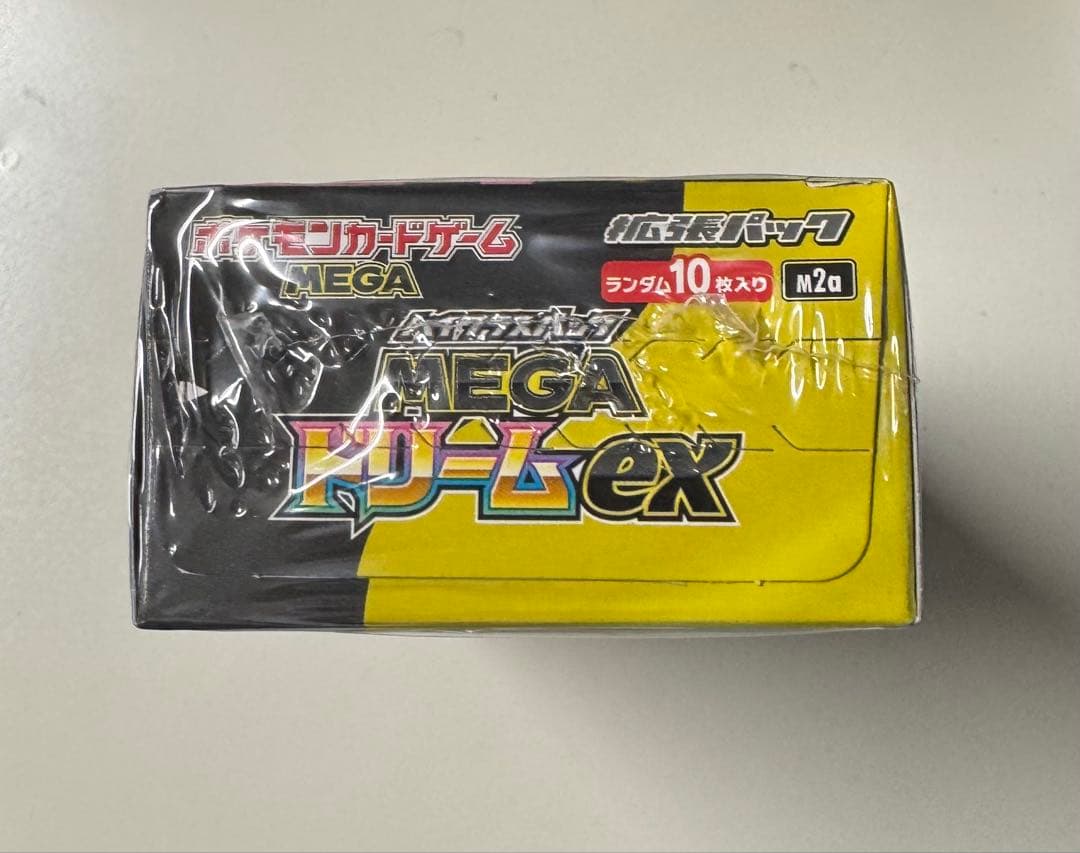 ポケモンカードゲーム
MEGA
拡張パック
ランダム10枚入り
M2a
ハイクラスパック
MEGA
ドリームex